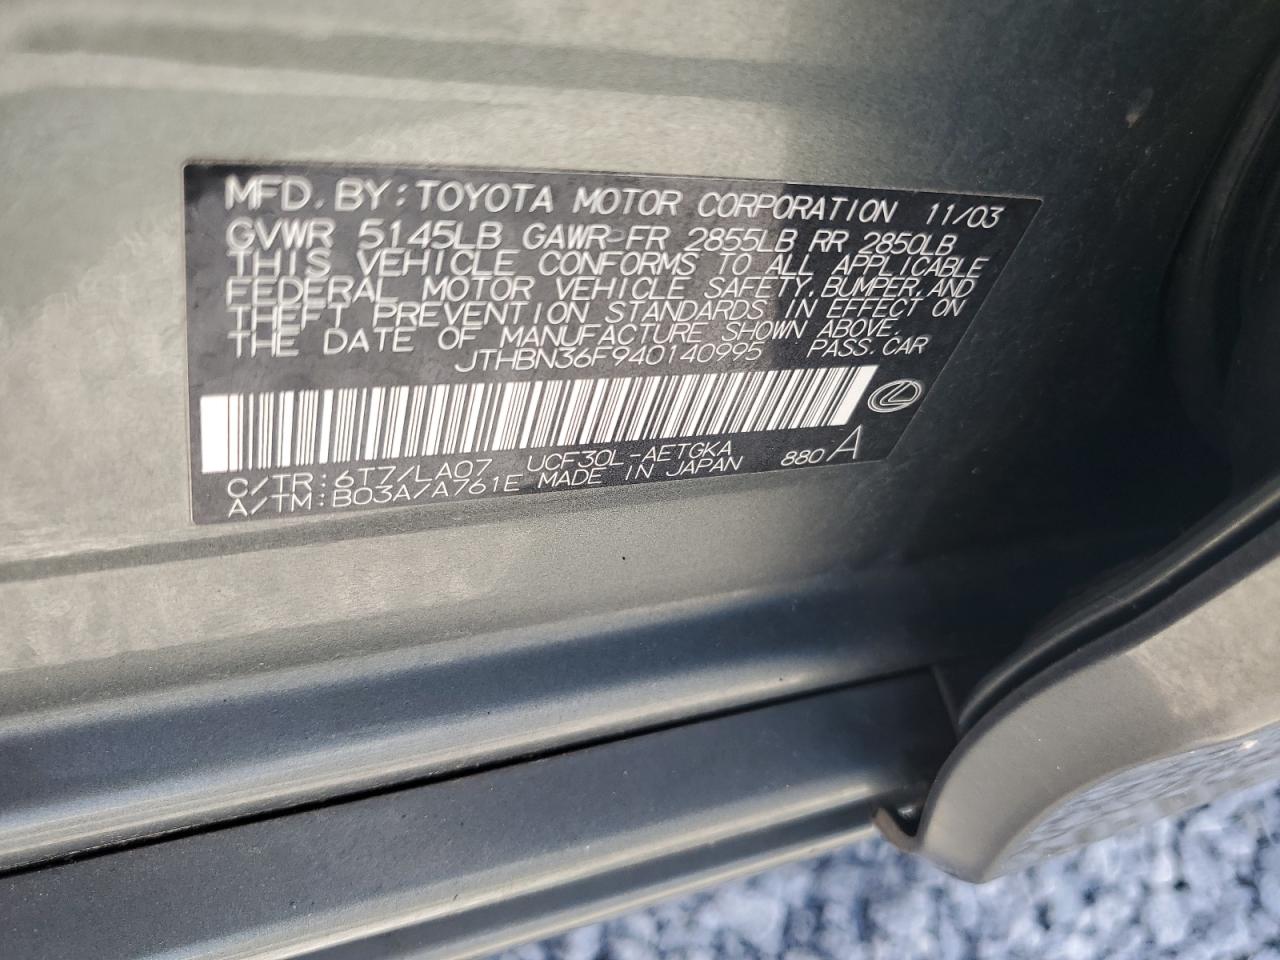 MFD. BY: TOYOTA MOTOR CORPORATION 11/03
GVWR 5145LB GAWR FR 2855LB RR 2850LB
THIS VEHICLE CONFORMS TO ALL APPLICABLE
FEDERAL MOTOR VEHICLE SAFETY, BUMPER, AND
THEFT PREVENTION STANDARDS IN EFFECT ON
THE DATE OF MANUFACTURE SHOWN ABOVE.
JTHBN36F940140995 PASS. CAR
C/TR: 6T7/LA07 UCF30L-AETGKA 880 A
A/TM: B03A/A761E MADE IN JAPAN